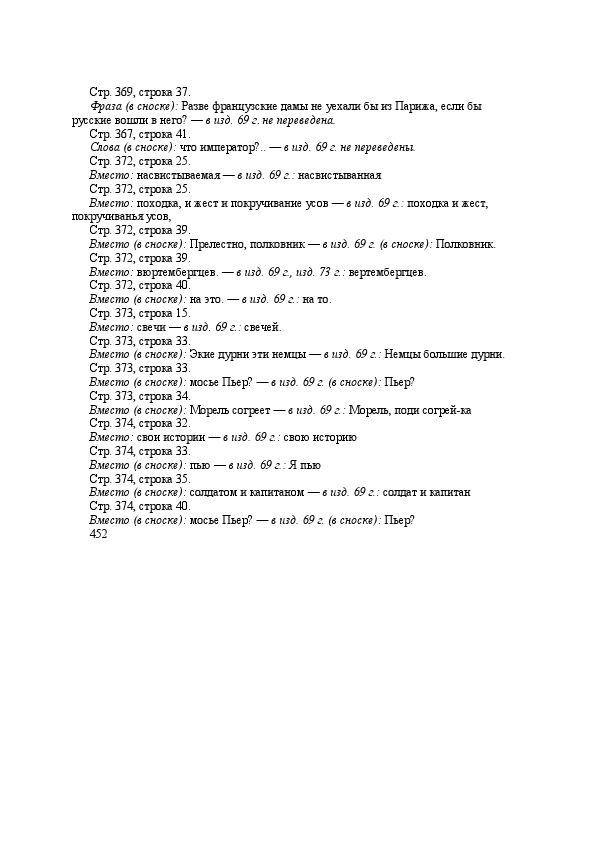 Стр. 369, строка 37.
Фраза (в сноске): Разве французские дамы не уехали бы из Парижа, если бы
русские вошли в него? — в изд. 69 г. не переведена.
Стр. 367, строка 41.
Слова (в сноске): что император?.. — в изд. 69 г. не переведены.
Стр. 372, строка 25.
Вместо: насвистываемая — в изд. 69 г.: насвистыванная
Стр. 372, строка 25.
Вместо: походка, и жест и покручивание усов — в изд. 69 г.: походка и жест,
покручиванья усов,
Стр. 372, строка 39.
Вместо (в сноске): Прелестно, полковник — в изд. 69 г. (в сноске): Полковник.
Стр. 372, строка 39.
Вместо: вюртембергцев. — в изд. 69 г., изд. 73 г.: вертембергцев.
Стр. 372, строка 40.
Вместо (в сноске): на это. — в изд. 69 г.: на то.
Стр. 373, строка 15.
Вместо: свечи — в изд. 69 г.: свечей.
Стр. 373, строка 33.
Вместо (в сноске): Экие дурни эти немцы — в изд. 69 г.: Немцы большие дурни.
Стр. 373, строка 33.
Вместо (в сноске): мосье Пьер? — в изд. 69 г. (в сноске): Пьер?
Стр. 373, строка 34.
Вместо (в сноске): Морель согреет — в изд. 69 г.: Морель, поди согрей-ка
Стр. 374, строка 32.
Вместо: свои истории — в изд. 69 г.: свою историю
Стр. 374, строка 33.
Вместо (в сноске): пью — в изд. 69 г.: Я пью
Стр. 374, строка 35.
Вместо (в сноске): солдатом и капитаном — в изд. 69 г.: солдат и капитан
Стр. 374, строка 40.
Вместо (в сноске): мосье Пьер? — в изд. 69 г. (в сноске): Пьер?
452